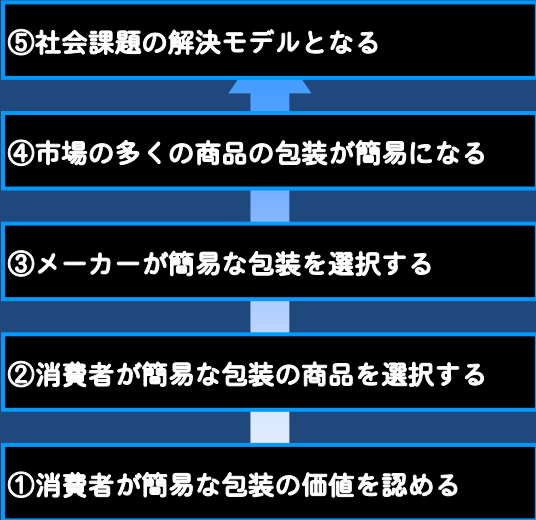 ⑤社会課題の解決モデルとなる
④市場の多くの商品の包装が簡易になる
③メーカーが簡易な包装を選択する
②消費者が簡易な包装の商品を選択する
①消費者が簡易な包装の価値を認める